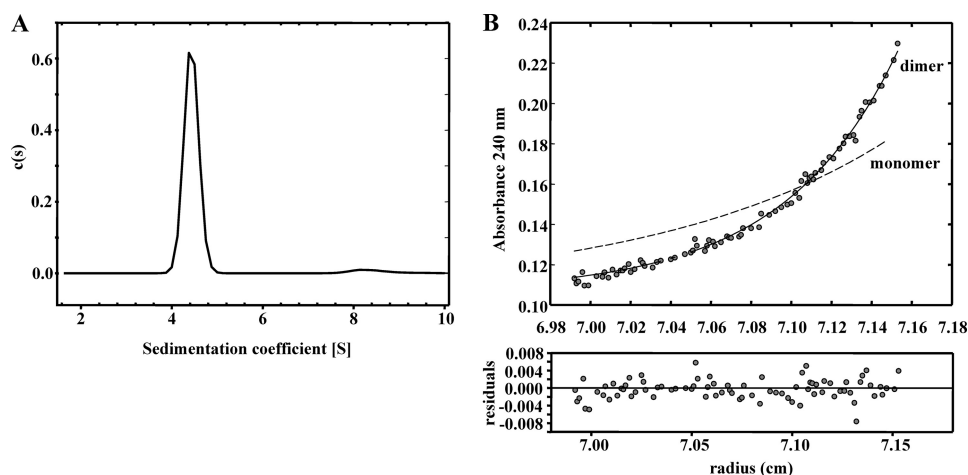 A
c(s)
0.6
0.4
0.2
0.0
2 4 6 8 10
Sedimentation coefficient [S]
B
Absorbance 240 nm
0.24
0.22
0.20
0.18
0.16
0.14
0.12
0.10
dimer
monomer
6.98 7.00 7.02 7.04 7.06 7.08 7.10 7.12 7.14 7.16 7.18
residuals
0.008
0.004
0.000
-0.004
-0.008
7.00 7.05 7.10 7.15
radius (cm)